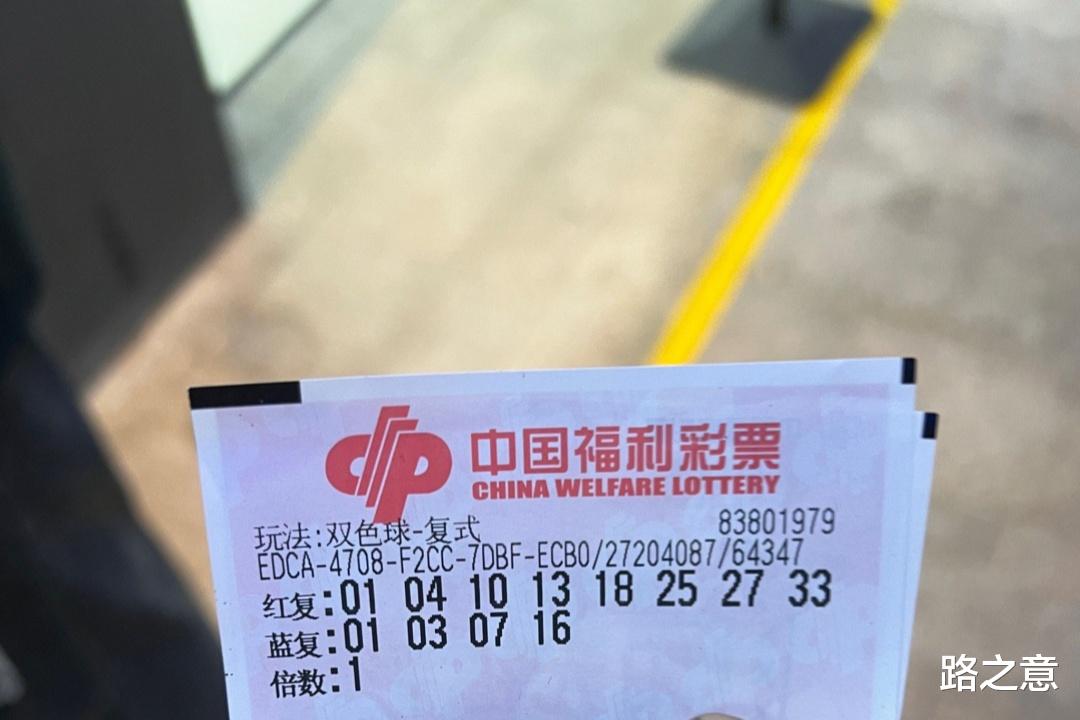 中国福利彩票
CHINA WELFARE LOTTERY
玩法:双色球-复式 83801979
EDCA-4708-F2CC-7DBF-ECB0/27204087/64347
红复:01 04 10 13 18 25 27 33
蓝复:01 03 07 16
倍数:1
路之意